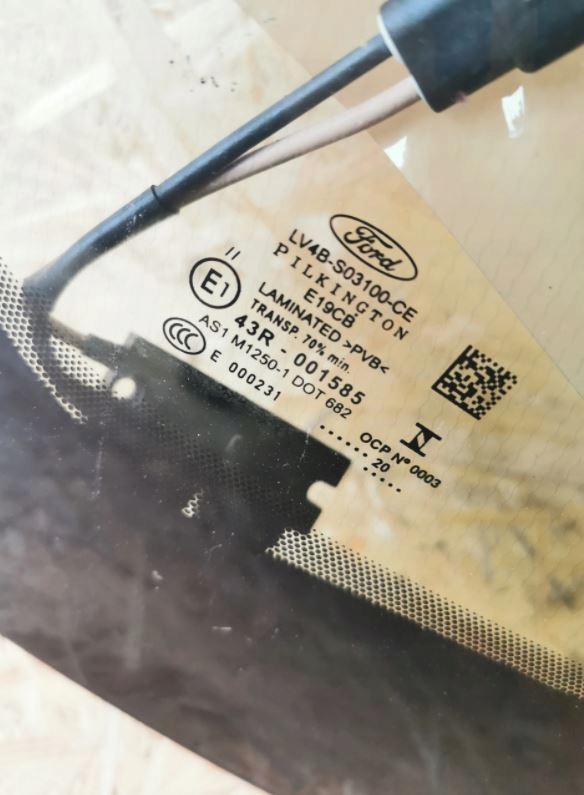 Ford
LV4B-S03100-CE
PILKINGTON
E19CB
//
E1
LAMINATED >PVB<
TRANSP. 70% min.
43R - 001585
CCC
AS1 M1250-1 DOT 682
E 000231
.......
I
OCP N° 0003
20
.....